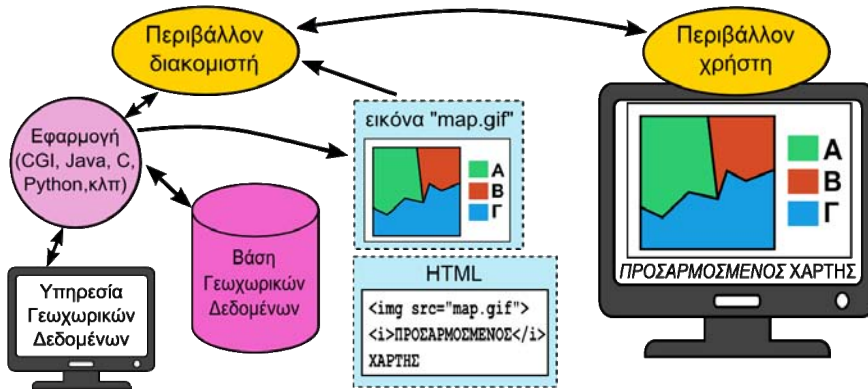 Περιβάλλον
διακομιστή
Περιβάλλον
χρήστη
Εφαρμογή
(CGI, Java, C,
Python,κλπ)
εικόνα "map.gif"
Α
Β
Γ
Α
Β
Γ
ΠΡΟΣΑΡΜΟΣΜΕΝΟΣ ΧΑΡΤΗΣ
Βάση
Γεωχωρικών
Δεδομένων
Υπηρεσία
Γεωχωρικών
Δεδομένων
HTML
<img src="map.gif">
<i>ΠΡΟΣΑΡΜΟΣΜΕΝΟΣ</i>
ΧΑΡΤΗΣ